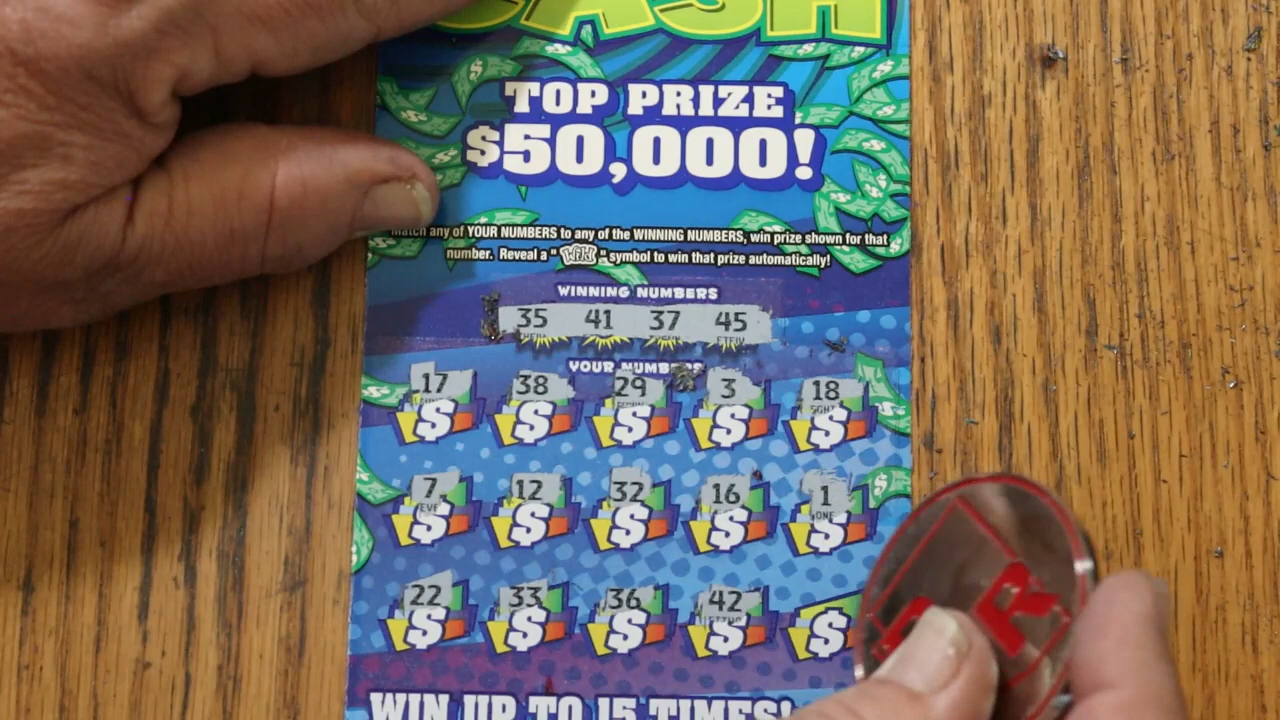 CASH
TOP PRIZE
$50,000!
Match any of YOUR NUMBERS to any of the WINNING NUMBERS, win prize shown for that
number. Reveal a "Wild" symbol to win that prize automatically!
WINNING NUMBERS
35 41 37 45
YOUR NUMBERS
17 38 29 3 18
$ $ $ $ $
7 12 32 16 1
ONE
$ $ $ $ $
22 33 36 42
$ $ $ $ $
WIN UP TO 15 TIMES!
R